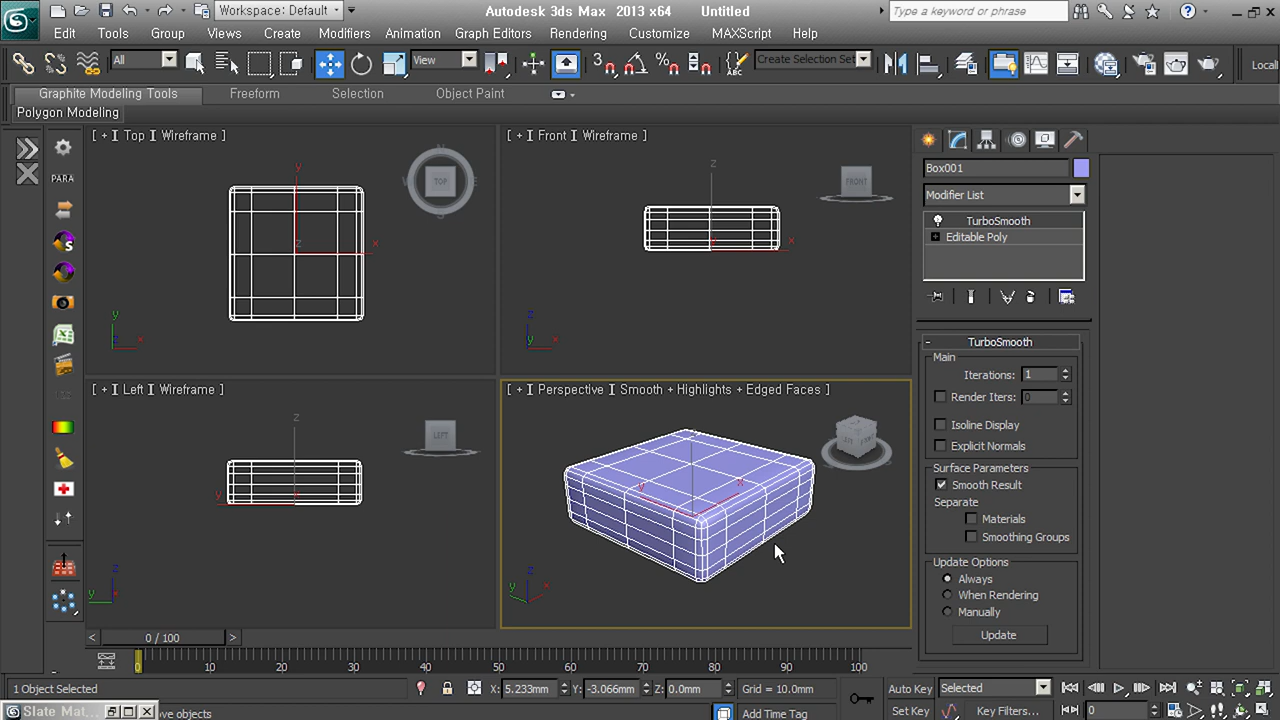 Workspace: Default
Autodesk 3ds Max 2013 x64 Untitled
Type a keyword or phrase
Edit Tools Group Views Create Modifiers Animation Graph Editors Rendering Customize MAXScript Help
All View Create Selection Set Locali
Graphite Modeling Tools Freeform Selection Object Paint
Polygon Modeling
PARA
[ + ] Top ] Wireframe ]
TOP
y
x
z
y
x
[ + ] Front ] Wireframe ]
FRONT
z
x
z
y
x
[ + ] Left ] Wireframe ]
LEFT
z
y
z
y
[ + ] Perspective ] Smooth + Highlights + Edged Faces ]
z
y
x
Box001
Modifier List
TurboSmooth
Editable Poly
- TurboSmooth
Main
Iterations: 1
Render Iters: 0
Isoline Display
Explicit Normals
Surface Parameters
Smooth Result
Separate
Materials
Smoothing Groups
Update Options
Always
When Rendering
Manually
Update
< 0 / 100 >
0 10 20 30 40 50 60 70 80 90 100
1 Object Selected
X: 5.233mm Y: -3.066mm Z: 0.0mm Grid = 10.0mm
Auto Key Selected
Slate Mat...
ove objects
Add Time Tag
Set Key Key Filters... 0